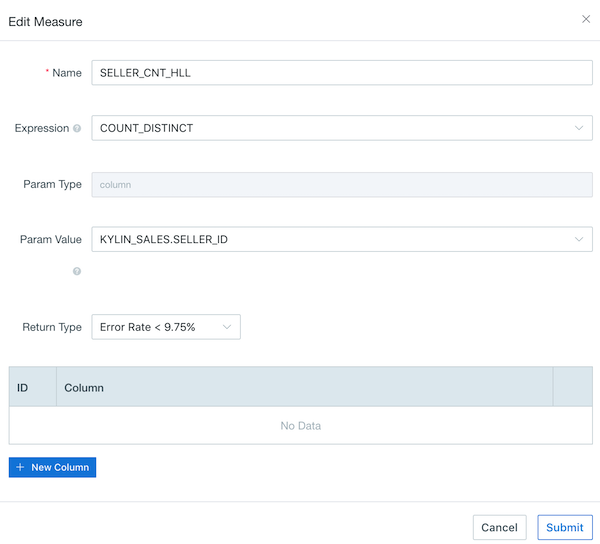 Edit Measure
* Name SELLER_CNT_HLL
Expression ? COUNT_DISTINCT
Param Type column
Param Value KYLIN_SALES.SELLER_ID
?
Return Type Error Rate < 9.75%
ID Column
No Data
+ New Column
Cancel Submit